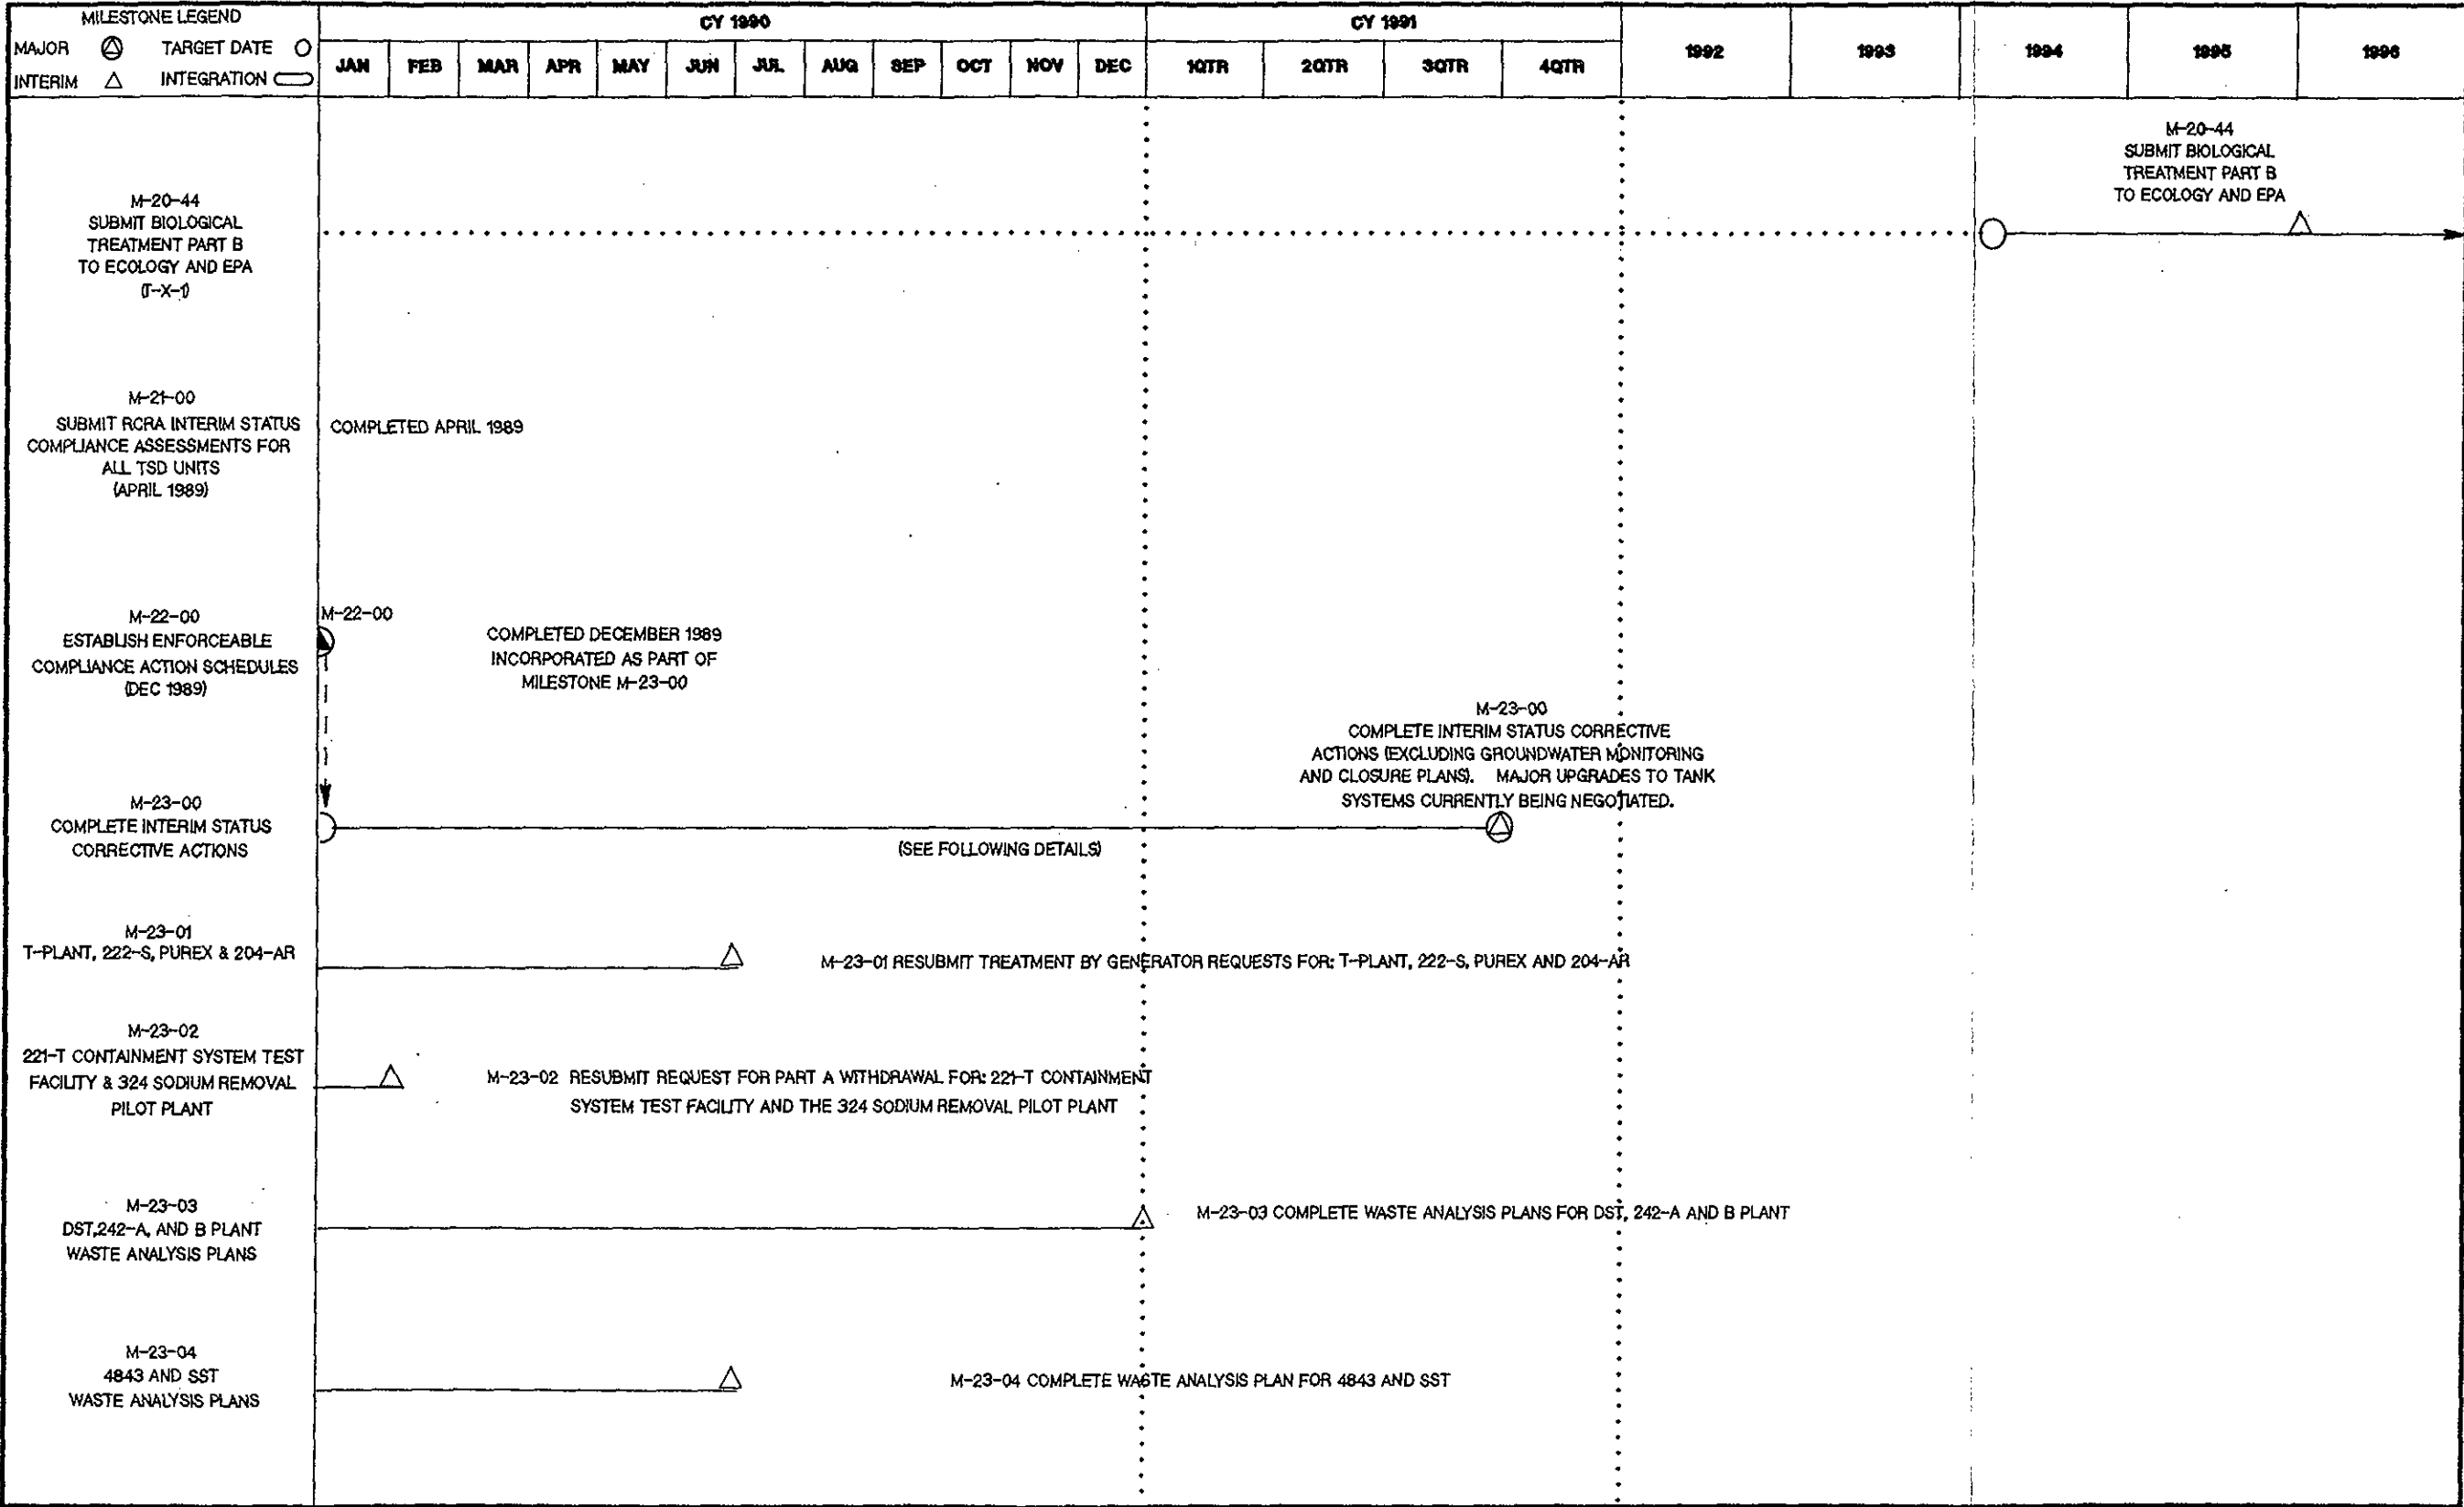 MILESTONE LEGEND
MAJOR TARGET DATE
INTERIM INTEGRATION
CY 1990
CY 1991
JAN FEB MAR APR MAY JUN JUL AUG SEP OCT NOV DEC 1QTR 2QTR 3QTR 4QTR 1992 1993 1994 1995 1996
M-20-44
SUBMIT BIOLOGICAL
TREATMENT PART B
TO ECOLOGY AND EPA
(T-X-1)
M-20-44
SUBMIT BIOLOGICAL
TREATMENT PART B
TO ECOLOGY AND EPA
M-21-00
SUBMIT RCRA INTERIM STATUS
COMPLIANCE ASSESSMENTS FOR
ALL TSD UNITS
(APRIL 1989)
COMPLETED APRIL 1989
M-22-00
ESTABLISH ENFORCEABLE
COMPLIANCE ACTION SCHEDULES
(DEC 1989)
M-22-00
COMPLETED DECEMBER 1989
INCORPORATED AS PART OF
MILESTONE M-23-00
M-23-00
COMPLETE INTERIM STATUS
CORRECTIVE ACTIONS
M-23-00
COMPLETE INTERIM STATUS CORRECTIVE
ACTIONS (EXCLUDING GROUNDWATER MONITORING
AND CLOSURE PLANS). MAJOR UPGRADES TO TANK
SYSTEMS CURRENTLY BEING NEGOTIATED.
(SEE FOLLOWING DETAILS)
M-23-01
T-PLANT, 222-S, PUREX & 204-AR
M-23-01 RESUBMIT TREATMENT BY GENERATOR REQUESTS FOR: T-PLANT, 222-S, PUREX AND 204-AR
M-23-02
221-T CONTAINMENT SYSTEM TEST
FACILITY & 324 SODIUM REMOVAL
PILOT PLANT
M-23-02 RESUBMIT REQUEST FOR PART A WITHDRAWAL FOR: 221-T CONTAINMENT
SYSTEM TEST FACILITY AND THE 324 SODIUM REMOVAL PILOT PLANT
M-23-03
DST,242-A, AND B PLANT
WASTE ANALYSIS PLANS
M-23-03 COMPLETE WASTE ANALYSIS PLANS FOR DST, 242-A AND B PLANT
M-23-04
4843 AND SST
WASTE ANALYSIS PLANS
M-23-04 COMPLETE WASTE ANALYSIS PLAN FOR 4843 AND SST